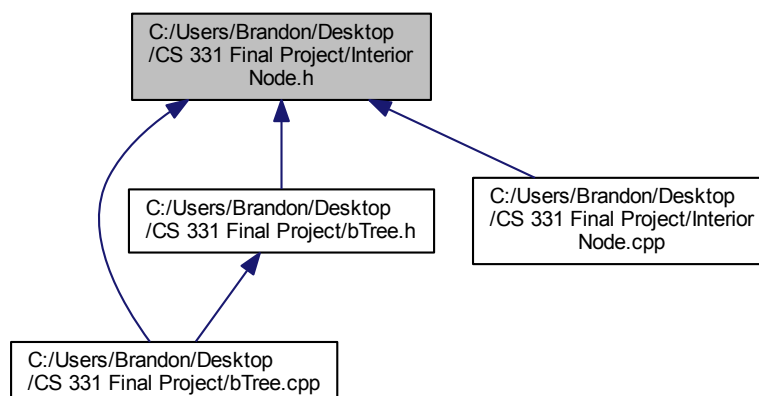 C:/Users/Brandon/Desktop
/CS 331 Final Project/Interior
Node.h
C:/Users/Brandon/Desktop
/CS 331 Final Project/bTree.h
C:/Users/Brandon/Desktop
/CS 331 Final Project/Interior
Node.cpp
C:/Users/Brandon/Desktop
/CS 331 Final Project/bTree.cpp